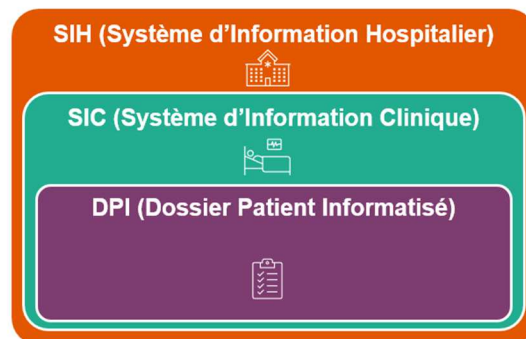 SIH (Système d’Information Hospitalier)
SIC (Système d’Information Clinique)
DPI (Dossier Patient Informatisé)